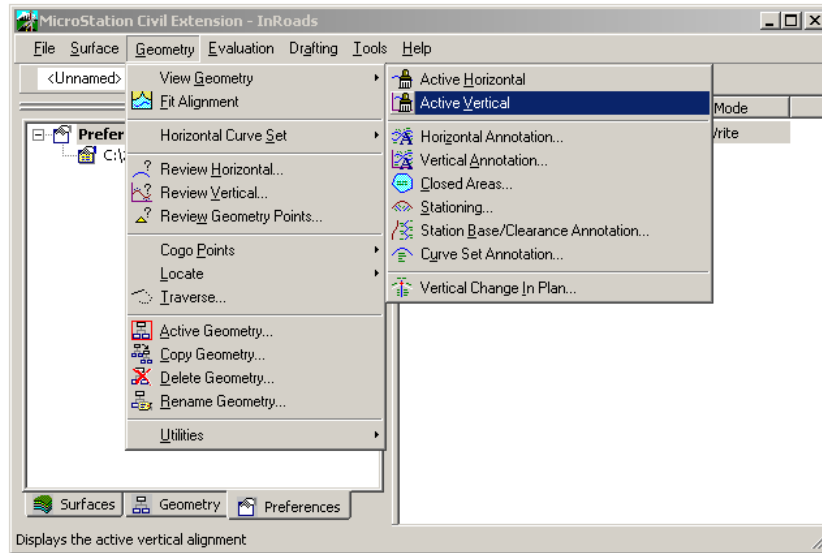 MicroStation Civil Extension - InRoads
File Surface Geometry Evaluation Drafting Tools Help
<Unnamed>
View Geometry
Fit Alignment
Horizontal Curve Set
Review Horizontal...
Review Vertical...
Review Geometry Points...
Cogo Points
Locate
Traverse...
Active Geometry...
Copy Geometry...
Delete Geometry...
Rename Geometry...
Utilities
Active Horizontal
Active Vertical
Horizontal Annotation...
Vertical Annotation...
Closed Areas...
Stationing...
Station Base/Clearance Annotation...
Curve Set Annotation...
Vertical Change In Plan...
Mode
Prefer
C:\
Surfaces Geometry Preferences
Displays the active vertical alignment